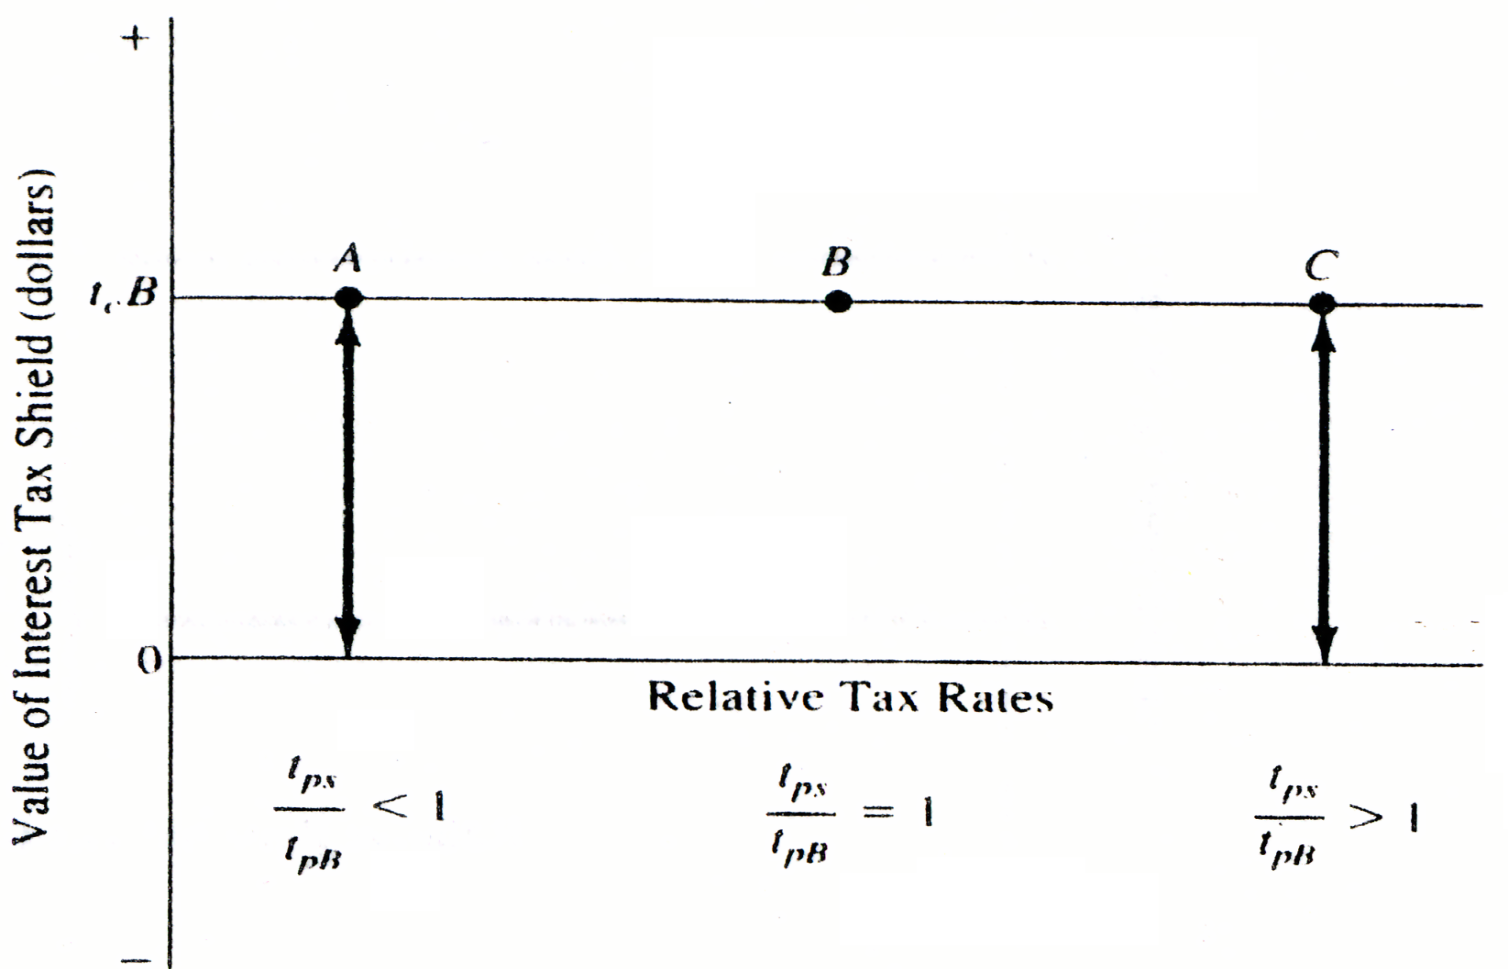 +
Value of Interest Tax Shield (dollars)
A
B
C
t_c B
0
Relative Tax Rates
t_ps / t_pB < 1
t_ps / t_pB = 1
t_ps / t_pB > 1
−